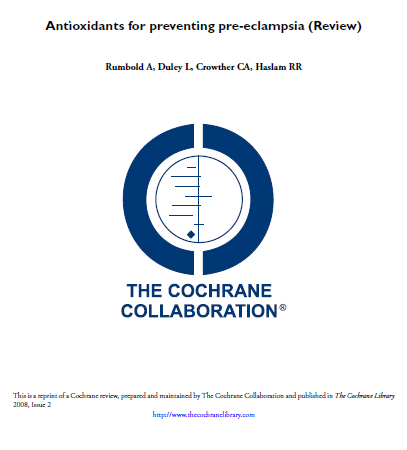 Antioxidants for preventing pre-eclampsia (Review)
Rumbold A, Duley L, Crowther CA, Haslam RR
THE COCHRANE
COLLABORATION®
This is a reprint of a Cochrane review, prepared and maintained by The Cochrane Collaboration and published in The Cochrane Library
2008, Issue 2
http://www.thecochranelibrary.com